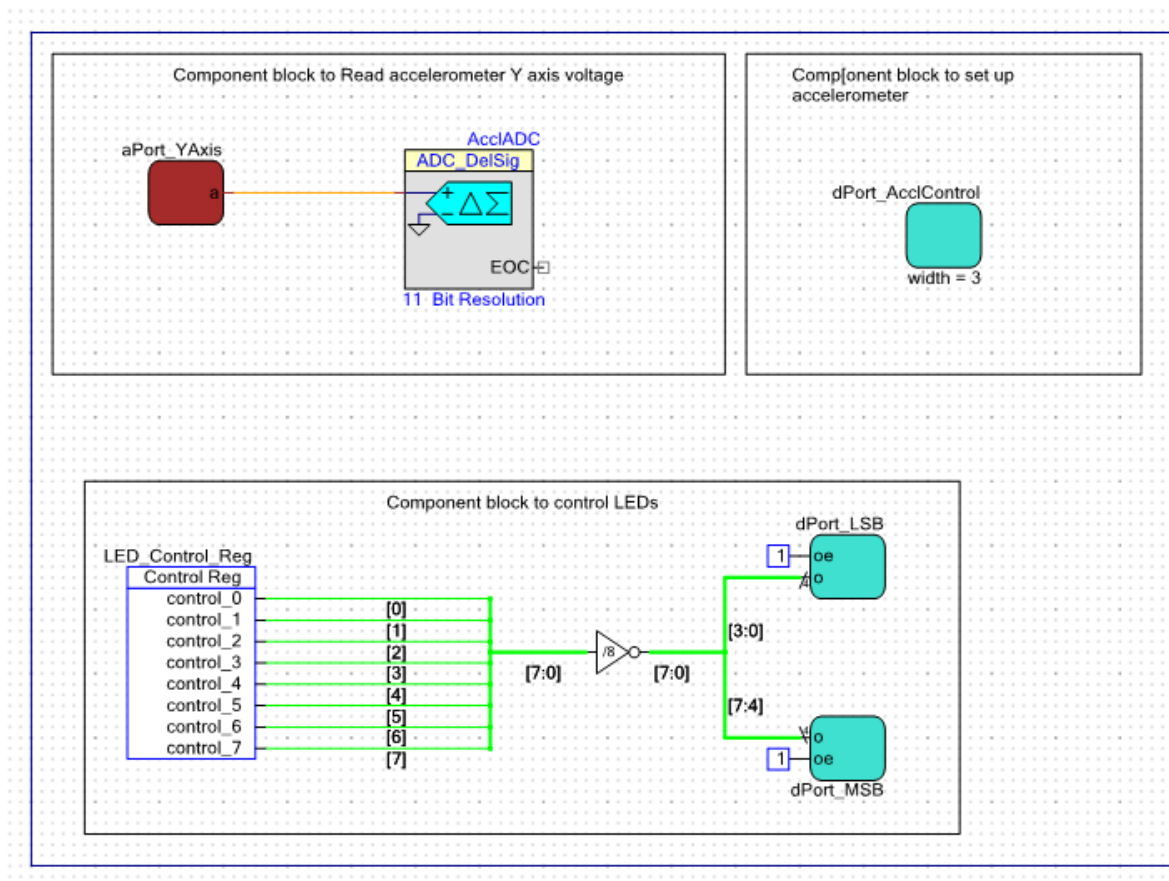 Component block to Read accelerometer Y axis voltage
aPort_YAxis
a
AcclADC
ADC_DelSig
+
-
ΔΣ
EOC
11 Bit Resolution
Comp[onent block to set up
accelerometer
dPort_AcclControl
width = 3
Component block to control LEDs
LED_Control_Reg
Control Reg
control_0
control_1
control_2
control_3
control_4
control_5
control_6
control_7
[0]
[1]
[2]
[3]
[4]
[5]
[6]
[7]
[7:0]
/8
[7:0]
[3:0]
[7:4]
dPort_LSB
1
oe
4
o
4
o
1
oe
dPort_MSB